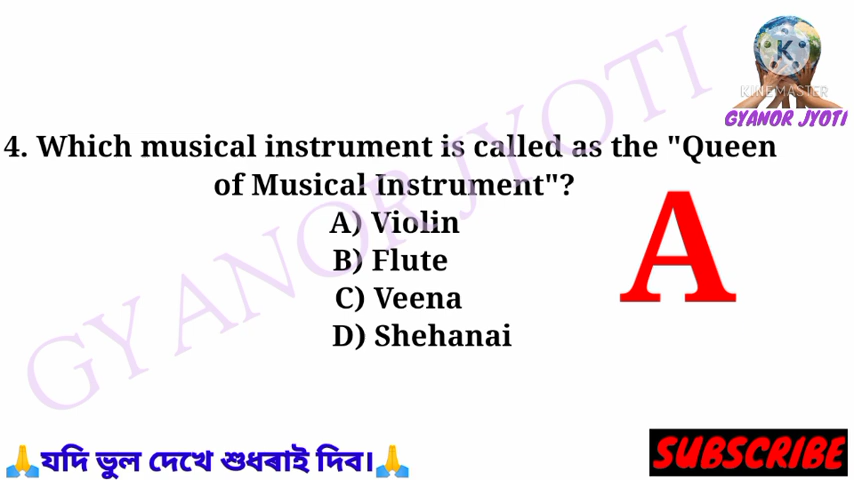 KINEMASTER
GYANOR JYOTI
4. Which musical instrument is called as the "Queen
of Musical Instrument"?
A) Violin
B) Flute
C) Veena
D) Shehanai
A
GYANOR JYOTI
🙏যদি ভুল দেখে শুধৰাই দিব।🙏
SUBSCRIBE